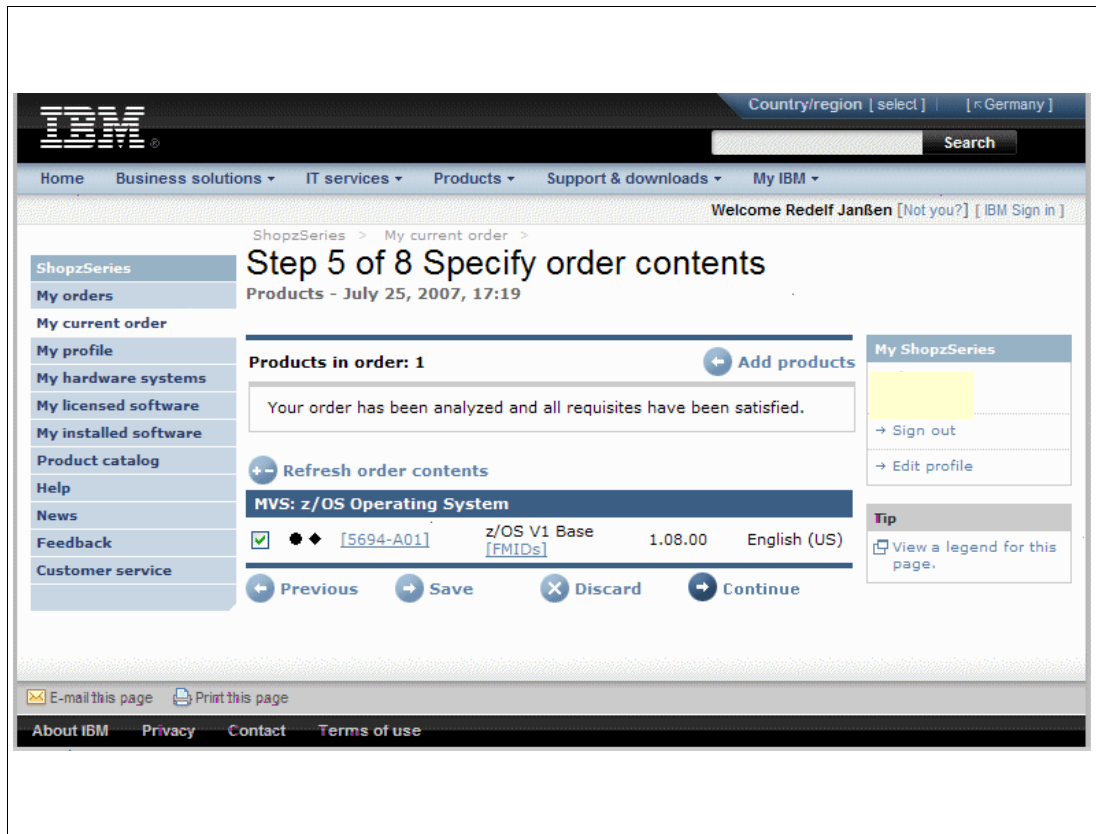 Country/region [ select ] | [ Germany ]
IBM ®
Search
Home Business solutions IT services Products Support & downloads My IBM
Welcome Redelf Janßen [Not you?] [ IBM Sign in ]
ShopzSeries > My current order >
Step 5 of 8 Specify order contents
Products - July 25, 2007, 17:19
ShopzSeries
My orders
My current order
My profile
My hardware systems
My licensed software
My installed software
Product catalog
Help
News
Feedback
Customer service
Products in order: 1
Add products
Your order has been analyzed and all requisites have been satisfied.
Refresh order contents
MVS: z/OS Operating System
[5694-A01] z/OS V1 Base 1.08.00 English (US)
[FMIDs]
Previous Save Discard Continue
My ShopzSeries
→ Sign out
→ Edit profile
Tip
View a legend for this
page.
E-mail this page Print this page
About IBM Privacy Contact Terms of use